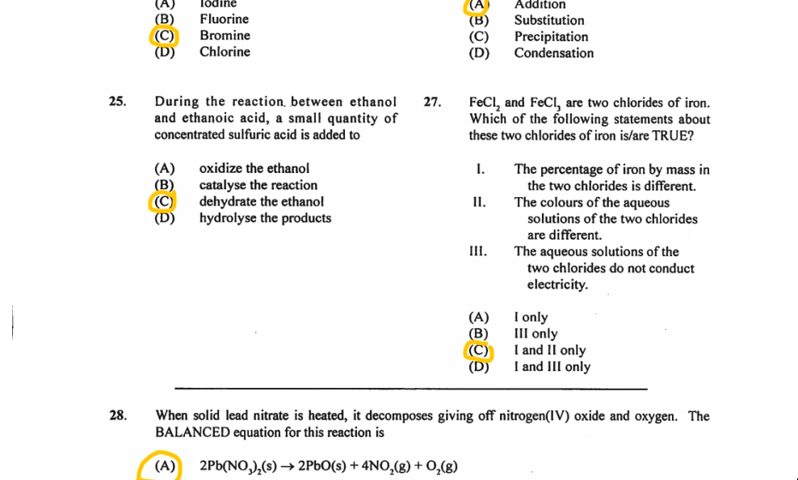 (A) Iodine
(B) Fluorine
(C) Bromine
(D) Chlorine
(A) Addition
(B) Substitution
(C) Precipitation
(D) Condensation
25. During the reaction between ethanol
and ethanoic acid, a small quantity of
concentrated sulfuric acid is added to
(A) oxidize the ethanol
(B) catalyse the reaction
(C) dehydrate the ethanol
(D) hydrolyse the products
27. FeCl₂ and FeCl₃ are two chlorides of iron.
Which of the following statements about
these two chlorides of iron is/are TRUE?
I. The percentage of iron by mass in
the two chlorides is different.
II. The colours of the aqueous
solutions of the two chlorides
are different.
III. The aqueous solutions of the
two chlorides do not conduct
electricity.
(A) I only
(B) III only
(C) I and II only
(D) I and III only
28. When solid lead nitrate is heated, it decomposes giving off nitrogen(IV) oxide and oxygen. The
BALANCED equation for this reaction is
(A) 2Pb(NO₃)₂(s) → 2PbO(s) + 4NO₂(g) + O₂(g)